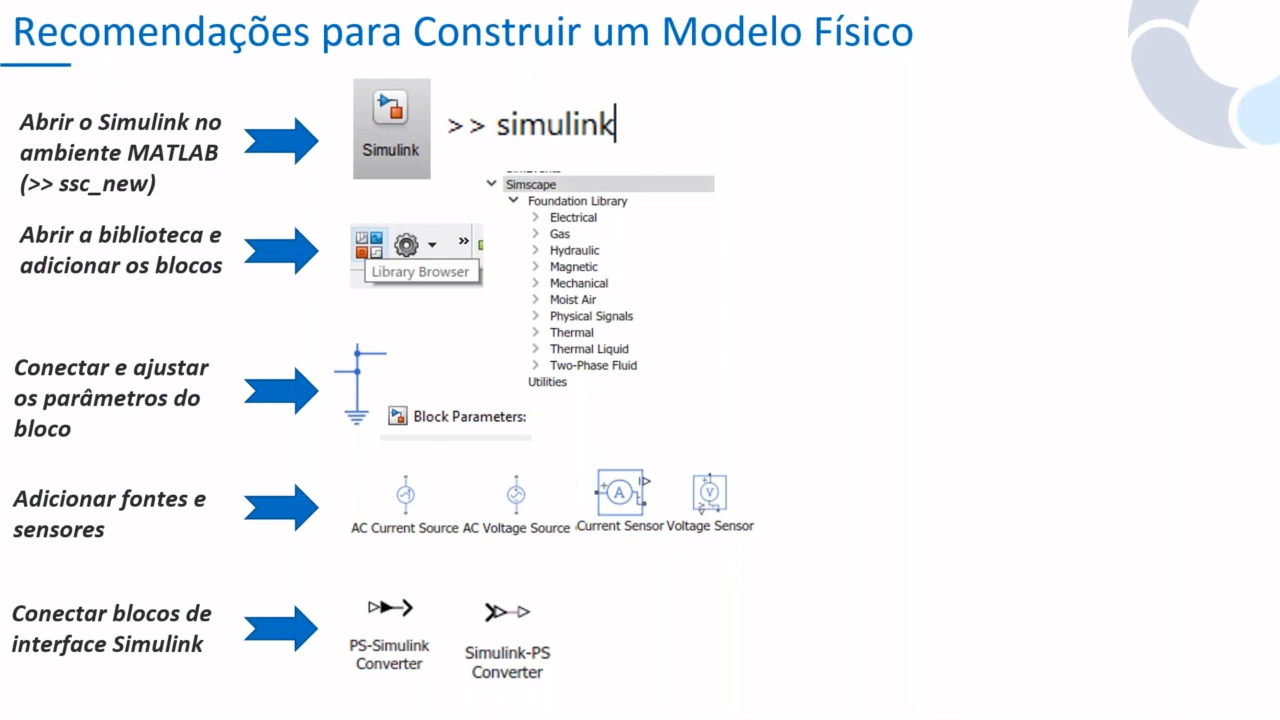 Recomendações para Construir um Modelo Físico
Abrir o Simulink no
ambiente MATLAB
(>> ssc_new)
Simulink
>> simulink
Abrir a biblioteca e
adicionar os blocos
Library Browser
Simscape
Foundation Library
Electrical
Gas
Hydraulic
Magnetic
Mechanical
Moist Air
Physical Signals
Thermal
Thermal Liquid
Two-Phase Fluid
Utilities
Conectar e ajustar
os parâmetros do
bloco
Block Parameters:
Adicionar fontes e
sensores
A
V
AC Current Source AC Voltage Source Current Sensor Voltage Sensor
Conectar blocos de
interface Simulink
PS-Simulink
Converter
Simulink-PS
Converter